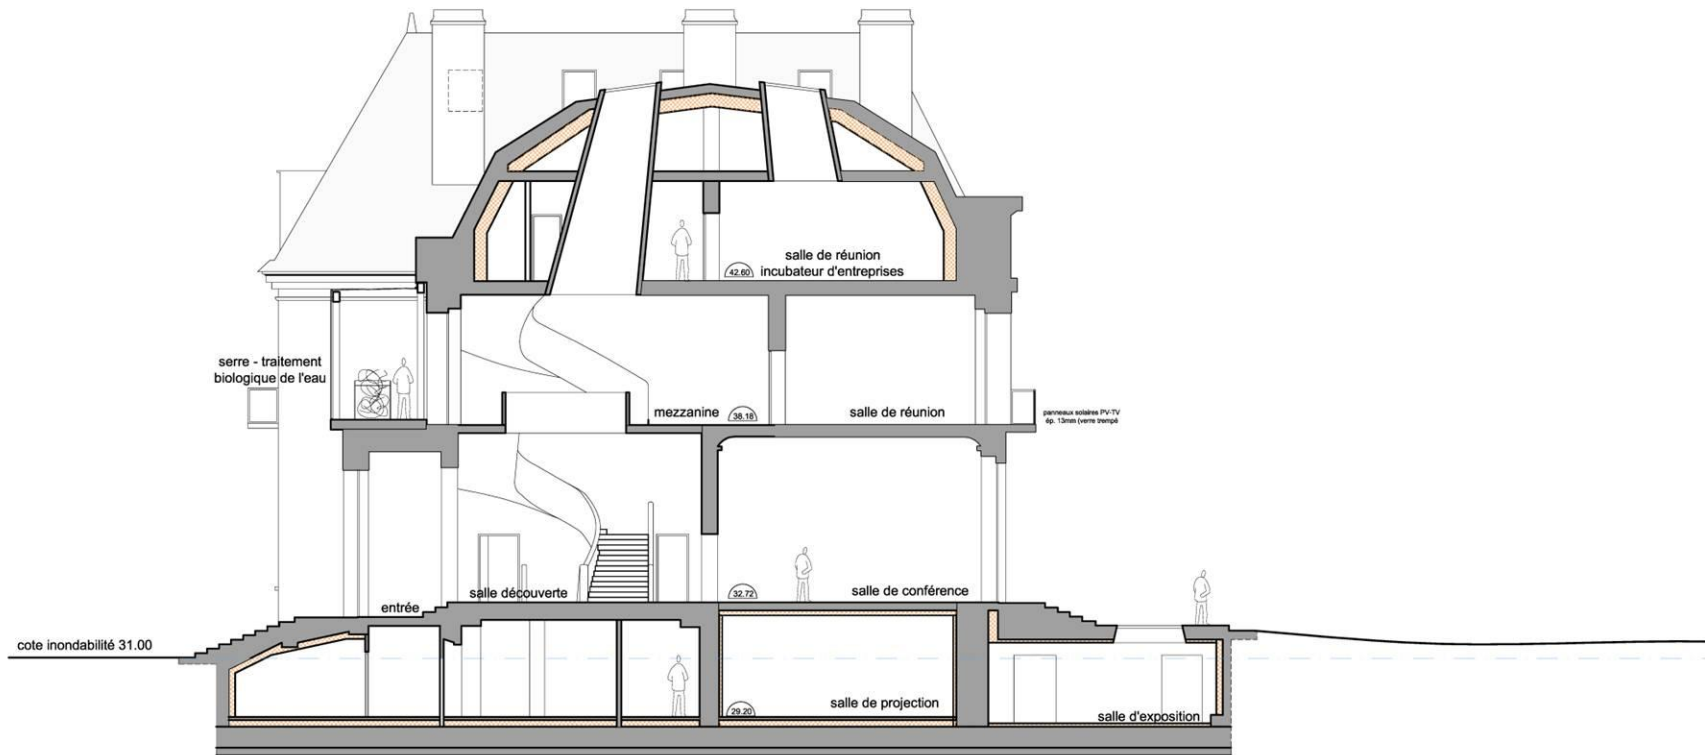 salle de réunion
incubateur d'entreprises
42.60
serre - traitement
biologique de l'eau
mezzanine
38.18
salle de réunion
panneaux solaires PV-TV
ép. 13mm (verre trempé
salle découverte
32.72
salle de conférence
entrée
cote inondabilité 31.00
salle de projection
29.20
salle d'exposition